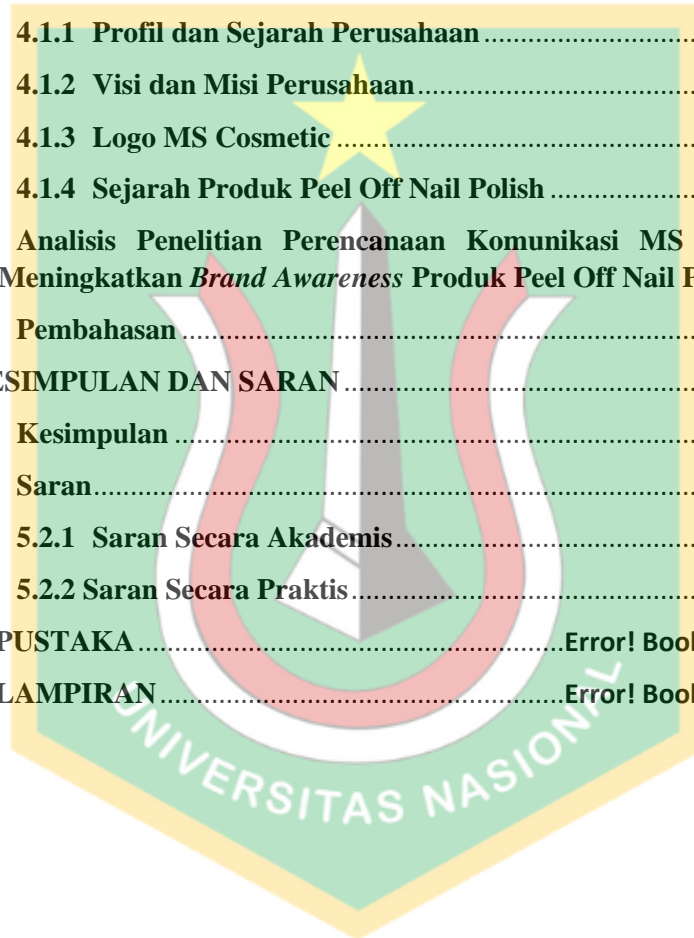 4.1.1 Profil dan Sejarah Perusahaan
4.1.2 Visi dan Misi Perusahaan
4.1.3 Logo MS Cosmetic
4.1.4 Sejarah Produk Peel Off Nail Polish
Analisis Penelitian Perencanaan Komunikasi MS
Meningkatkan Brand Awareness Produk Peel Off Nail P
Pembahasan
ESIMPULAN DAN SARAN
Kesimpulan
Saran
5.2.1 Saran Secara Akademis
5.2.2 Saran Secara Praktis
PUSTAKA Error! Book
LAMPIRAN Error! Book
UNIVERSITAS NASIONAL